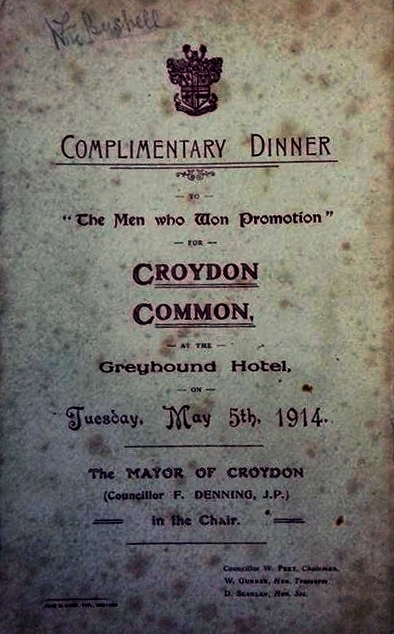 Bushell
COMPLIMENTARY DINNER
— TO —
"The Men who Won Promotion"
— FOR —
CROYDON
COMMON,
— AT THE —
Greyhound Hotel,
— ON —
Tuesday, May 5th, 1914.
The MAYOR OF CROYDON
(Councillor F. DENNING, J.P.)
in the Chair.
Councillor W. PEET, Chairman.
W. GUNNER, Hon. Treasurer
D. SCANLAN, Hon. Sec.